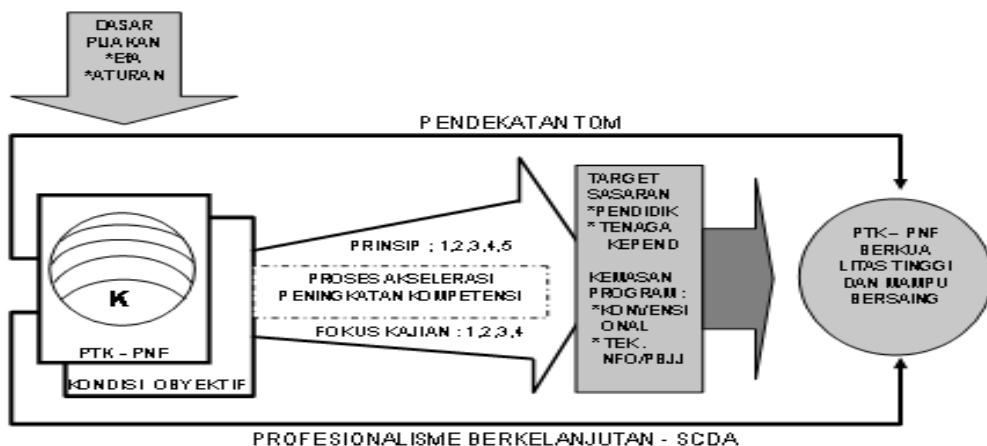 DASAR
PIJAKAN
*EfA
*ATURAN
PENDEKATAN TQM
K
PTK – PNF
KONDISI OBYEKTIF
PRINSIP : 1,2,3,4,5
PROSES AKSELERASI
PENINGKATAN KOMPETENSI
FOKUS KAJIAN : 1,2,3,4
TARGET
SASARAN
*PENDIDIK
*TENAGA
KEPEND
KEMASAN
PROGRAM :
*KONVENSI
ONAL
*TEK.
INFO/PBJJ
PTK – PNF
BERKUA
LITAS TINGGI
DAN MAMPU
BERSAING
PROFESIONALISME BERKELANJUTAN - SCDA